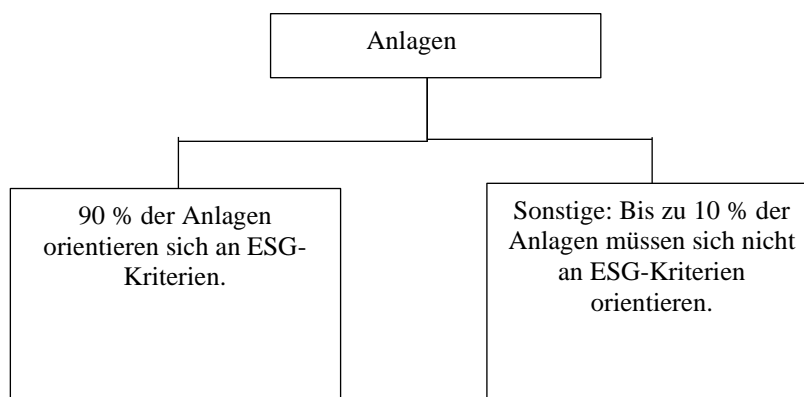 Anlagen
90 % der Anlagen
orientieren sich an ESG-
Kriterien.
Sonstige: Bis zu 10 % der
Anlagen müssen sich nicht
an ESG-Kriterien
orientieren.